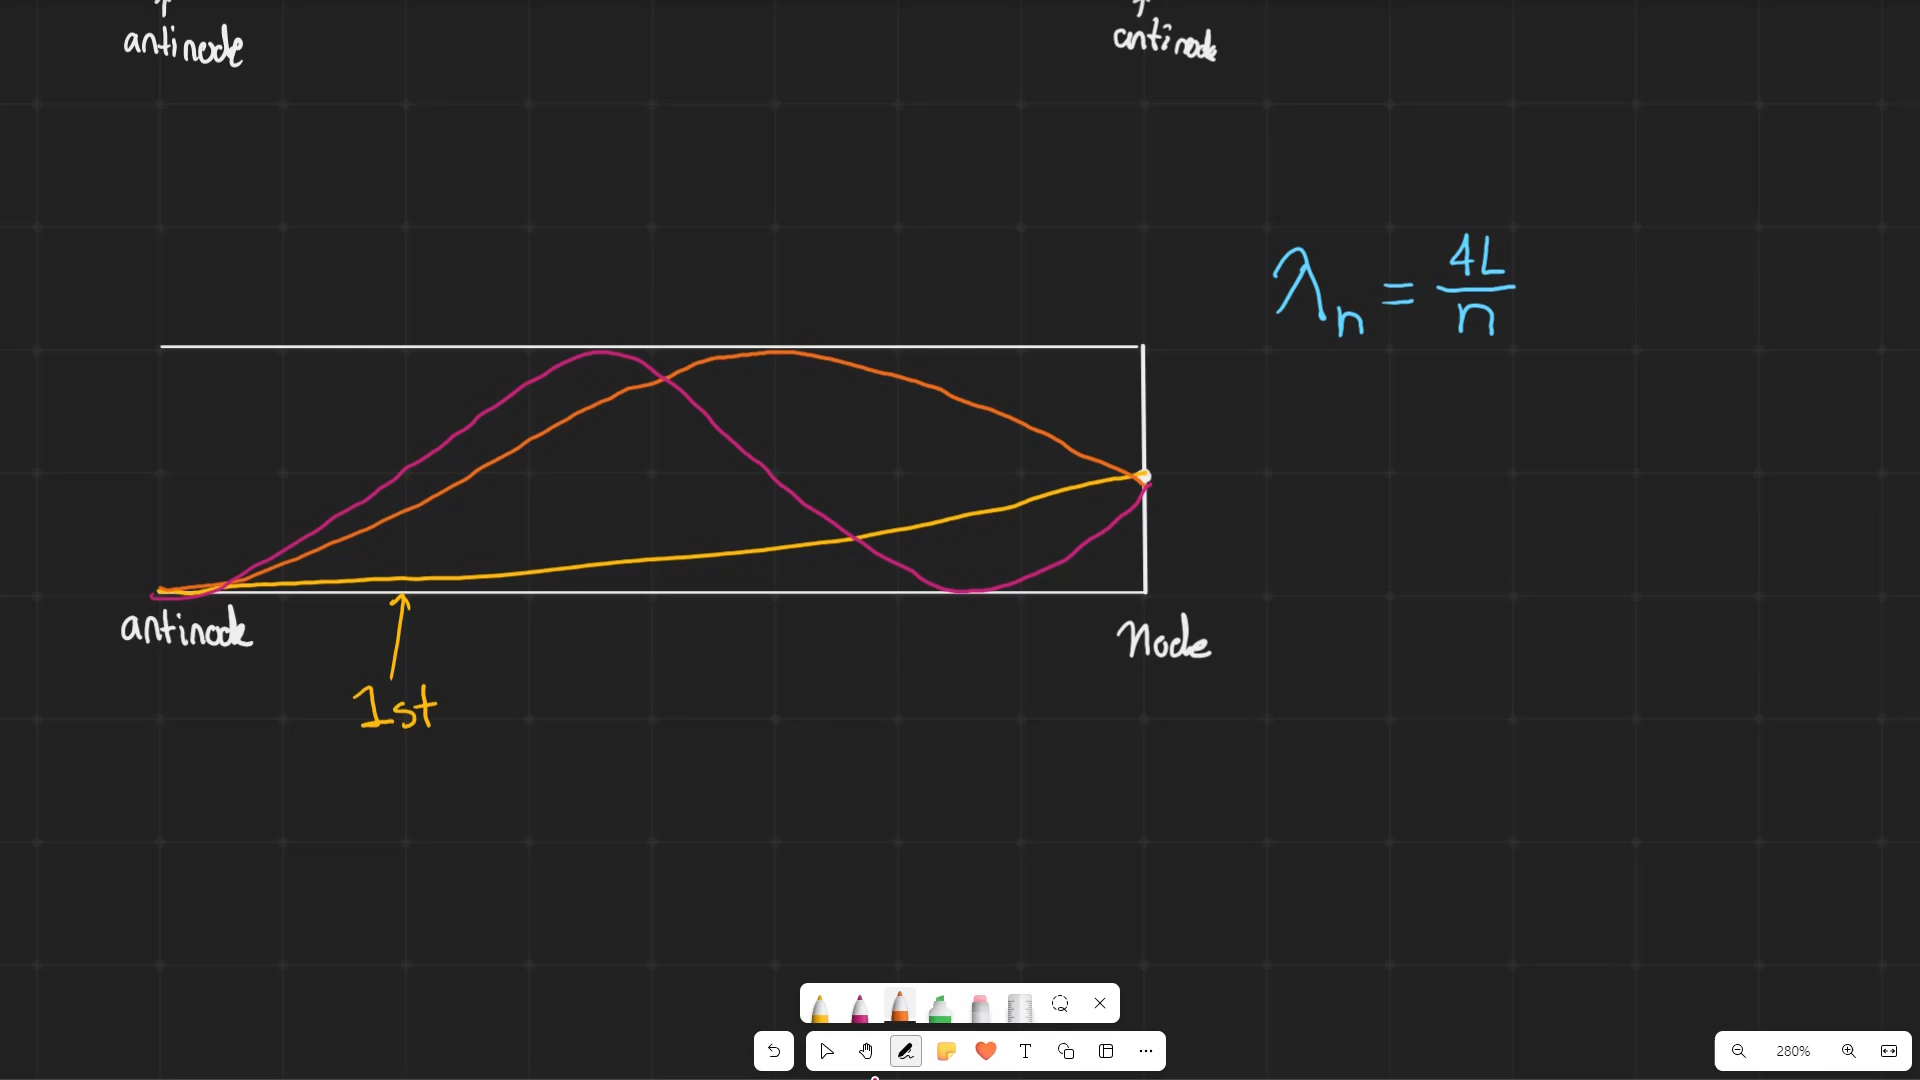 antinode
antinode
λₙ = 4L/n
antinode
Node
1st
T
280%